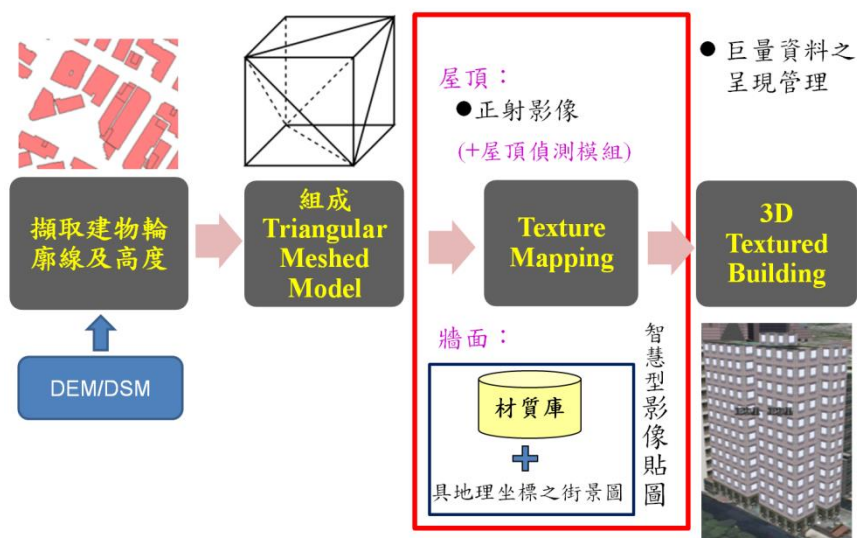 屋頂：
●正射影像
(+屋頂偵測模組)
● 巨量資料之
呈現管理
擷取建物輪
廓線及高度
組成
Triangular
Meshed
Model
Texture
Mapping
3D
Textured
Building
DEM/DSM
牆面：
材質庫
具地理坐標之街景圖
智慧型影像貼圖